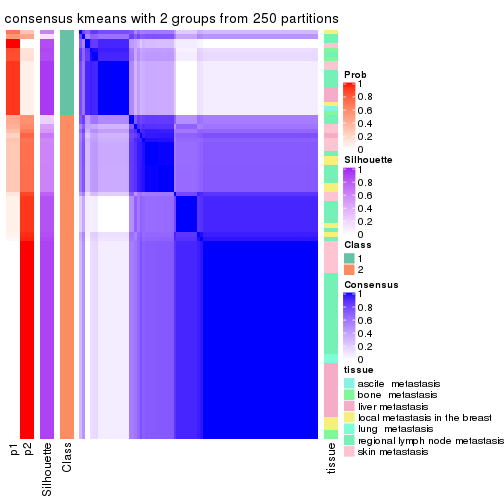 consensus kmeans with 2 groups from 250 partitions
Prob
1
0.8
0.6
0.4
0.2
0
Silhouette
1
0.8
0.6
0.4
0.2
0
Class
1
2
Consensus
1
0.8
0.6
0.4
0.2
0
tissue
ascite metastasis
bone metastasis
liver metastasis
local metastasis in the breast
lung metastasis
regional lymph node metastasis
skin metastasis
p1
p2
Silhouette
Class
tissue